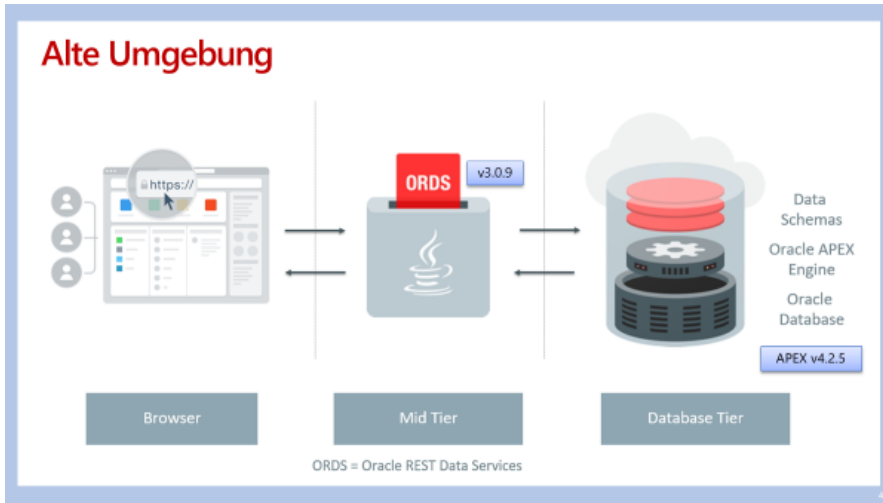 Alte Umgebung
https://
ORDS
v3.0.9
Data
Schemas
Oracle APEX
Engine
Oracle
Database
APEX v4.2.5
Browser
Mid Tier
Database Tier
ORDS = Oracle REST Data Services